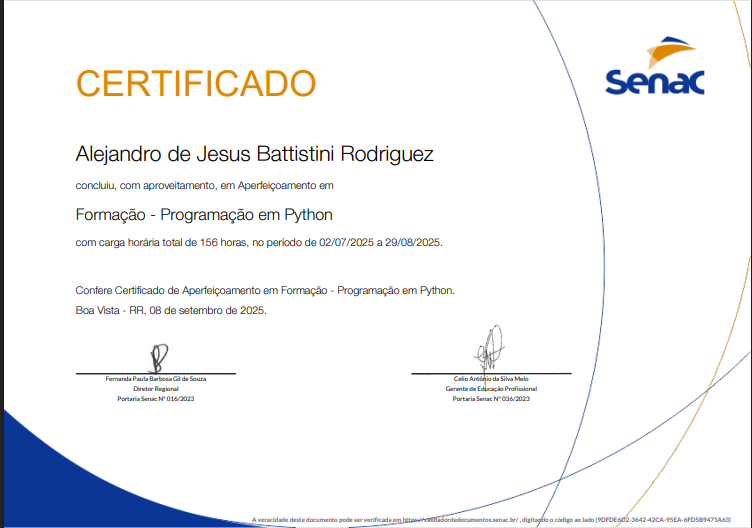 CERTIFICADO
Senac
Alejandro de Jesus Battistini Rodriguez
concluiu, com aproveitamento, em Aperfeiçoamento em
Formação - Programação em Python
com carga horária total de 156 horas, no período de 02/07/2025 a 29/08/2025.
Confere Certificado de Aperfeiçoamento em Formação - Programação em Python.
Boa Vista - RR, 08 de setembro de 2025.
Fernanda Paula Barbosa Gil de Souza
Diretor Regional
Portaria Senac Nº 016/2023
Celio Antônio da Silva Melo
Gerente de Educação Profissional
Portaria Senac Nº 036/2023
A veracidade deste documento pode ser verificada em https://validadordedocumentos.senac.br/ , digitando o código ao lado (9DFDE6D2-3642-42CA-95EA-6FD5B9471A63)